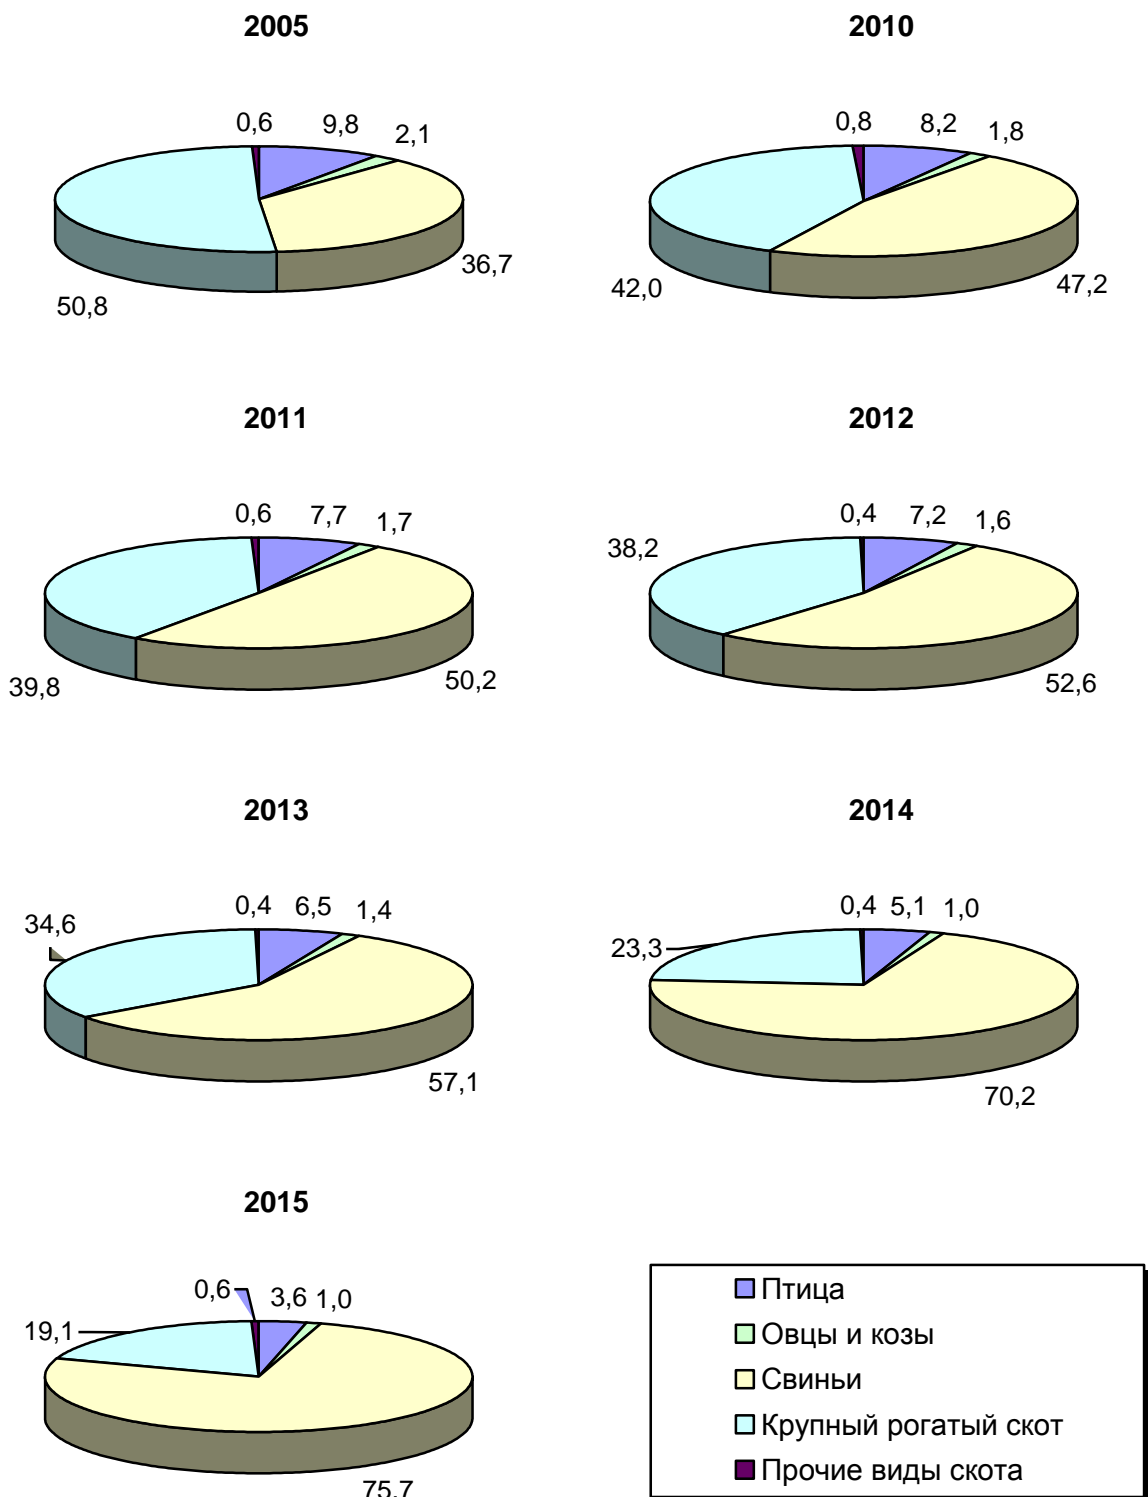 2005
2010
0,6 9,8 2,1
36,7
50,8
0,8 8,2 1,8
47,2
42,0
2011
2012
0,6 7,7 1,7
50,2
39,8
0,4 7,2 1,6
38,2
52,6
2013
2014
0,4 6,5 1,4
34,6
57,1
0,4 5,1 1,0
23,3
70,2
2015
0,6 3,6 1,0
19,1
75,7
Птица
Овцы и козы
Свиньи
Крупный рогатый скот
Прочие виды скота